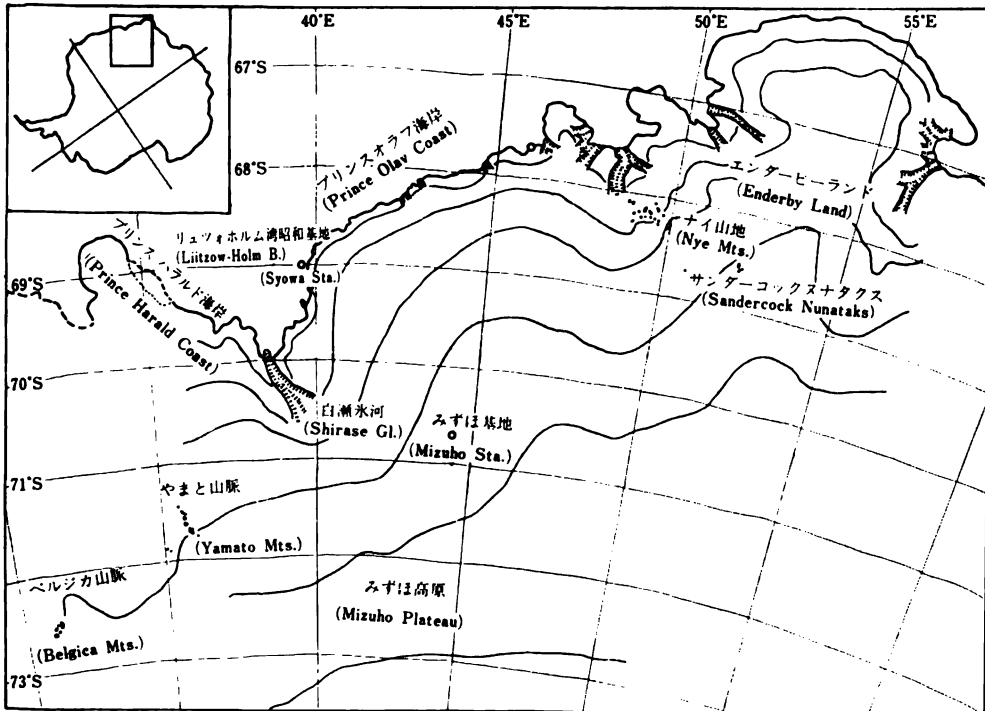 40°E
45°E
50°E
55°E
67°S
プリンスオラフ海岸
(Prince Olav Coast)
68°S
エンダービーランド
(Enderby Land)
ナイ山地
(Nye Mts.)
リュツォホルム湾昭和基地
(Liitzow-Holm B.)
(Syowa Sta.)
サンダーコックヌナタクス
(Sandercock Nunataks)
プリンスハラルド海岸
(Prince Harald Coast)
69°S
70°S
白瀬氷河
(Shirase Gl.)
みずほ基地
(Mizuho Sta.)
71°S
やまと山脈
(Yamato Mts.)
ベルジカ山脈
(Belgica Mts.)
みずほ高原
(Mizuho Plateau)
73°S